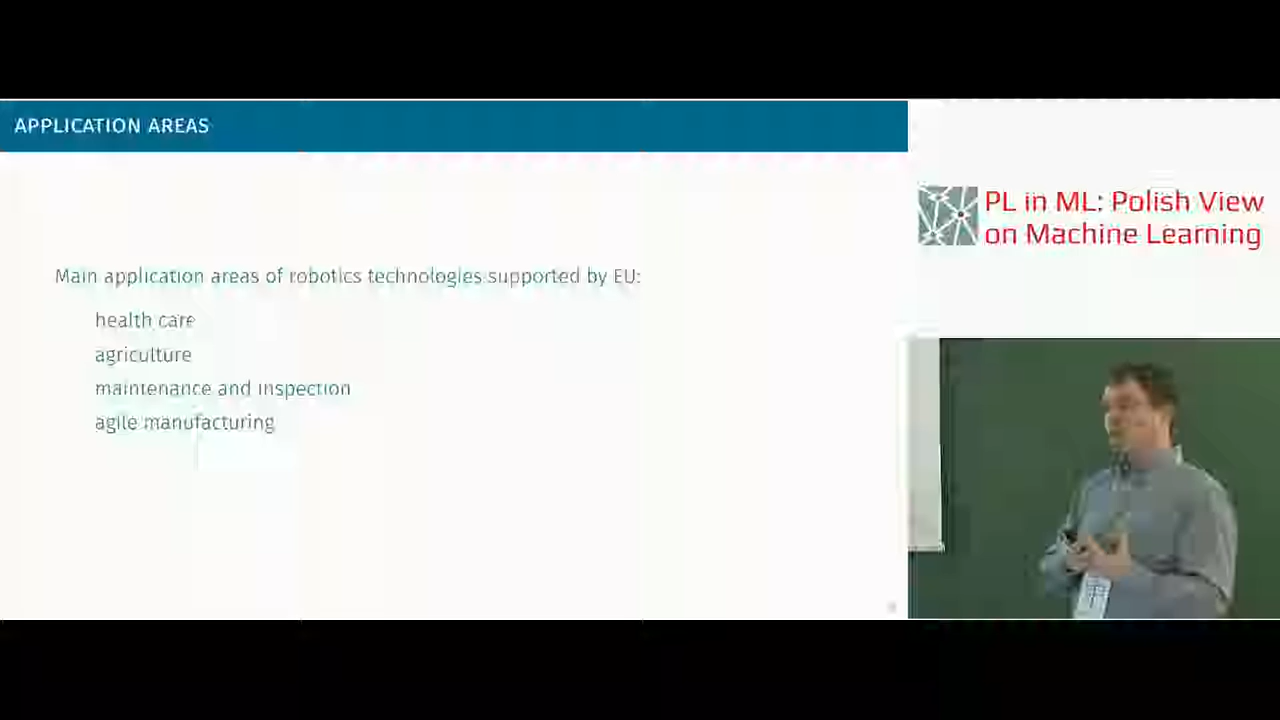 APPLICATION AREAS
PL in ML: Polish View
on Machine Learning
Main application areas of robotics technologies supported by EU:
health care
agriculture
maintenance and inspection
agile manufacturing